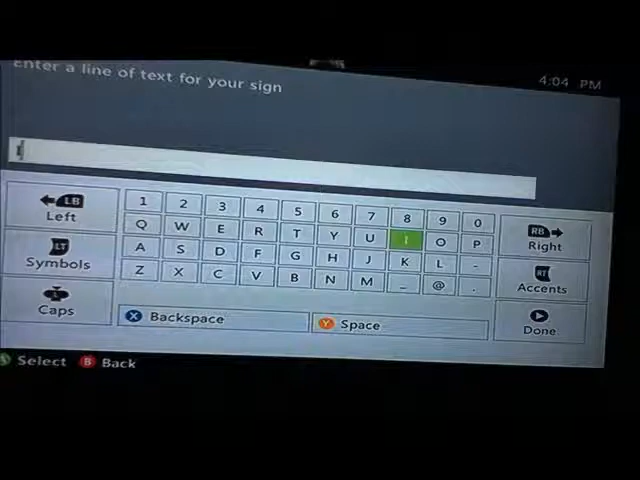 Enter a line of text for your sign
4:04 PM
LB
Left
1 2 3 4 5 6 7 8 9 0
RB
Right
Q W E R T Y U I O P
LT
Symbols
A S D F G H J K L -
RT
Accents
Z X C V B N M _ @ .
Caps
X Backspace
Y Space
Done
Select B Back